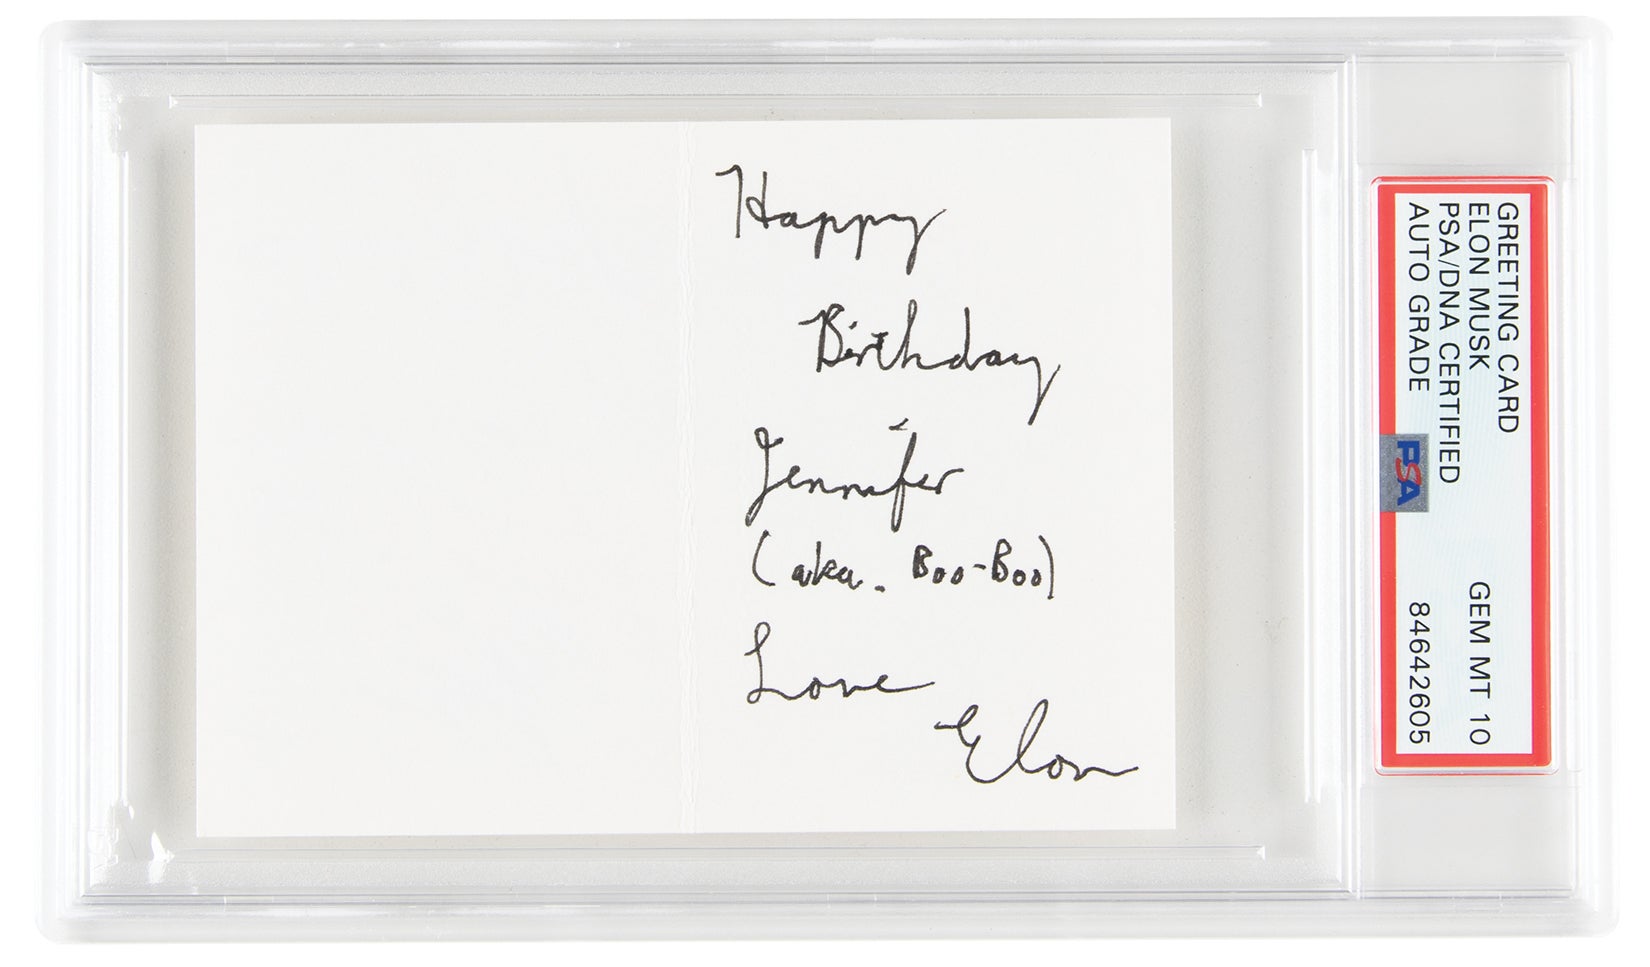 Happy
Birthday
Jennifer
(aka. Boo-Boo)
Love
Elon
GREETING CARD
ELON MUSK GEM MT 10
PSA/DNA CERTIFIED
AUTO GRADE 84642605
PSA